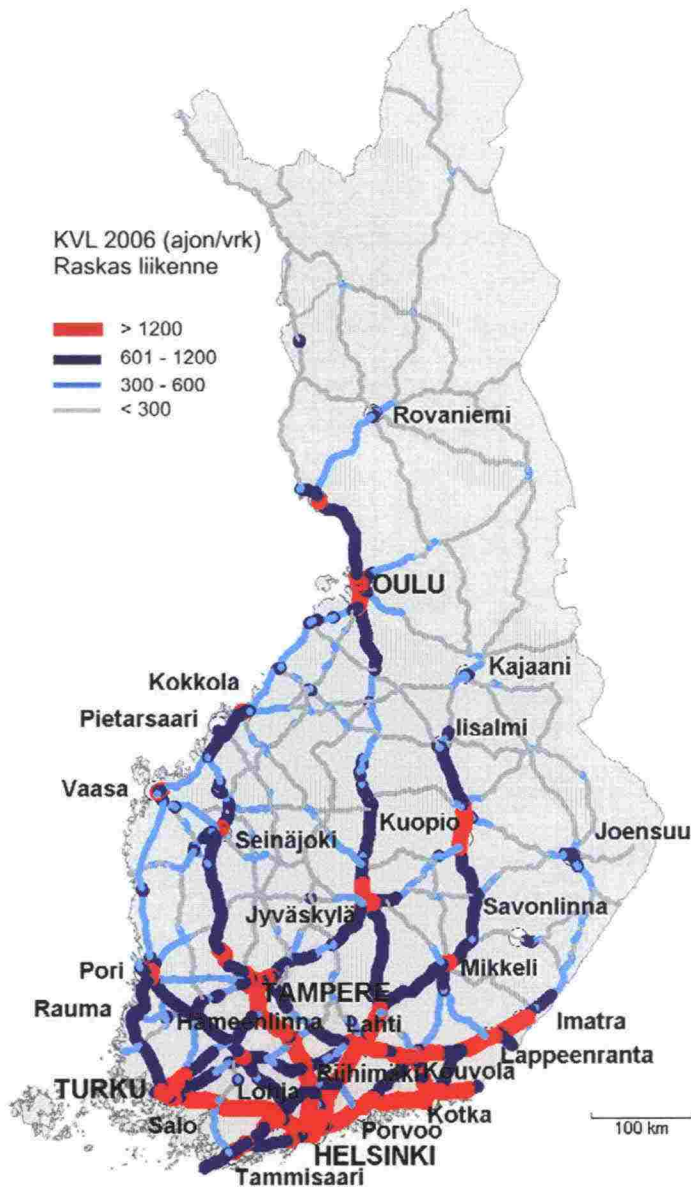 KVL 2006 (ajon/vrk)
Raskas liikenne
> 1200
601 - 1200
300 - 600
< 300
Rovaniemi
OULU
Kajaani
Kokkola
Pietarsaari
Iisalmi
Vaasa
Kuopio
Joensuu
Seinäjoki
Jyväskylä
Savonlinna
Pori
Mikkeli
TAMPERE
Rauma
Hämeenlinna
Lahti
Imatra
Lappeenranta
TURKU
Riihimäki
Kouvola
Lohja
Kotka
Salo
Porvoo
HELSINKI
Tammisaari
100 km